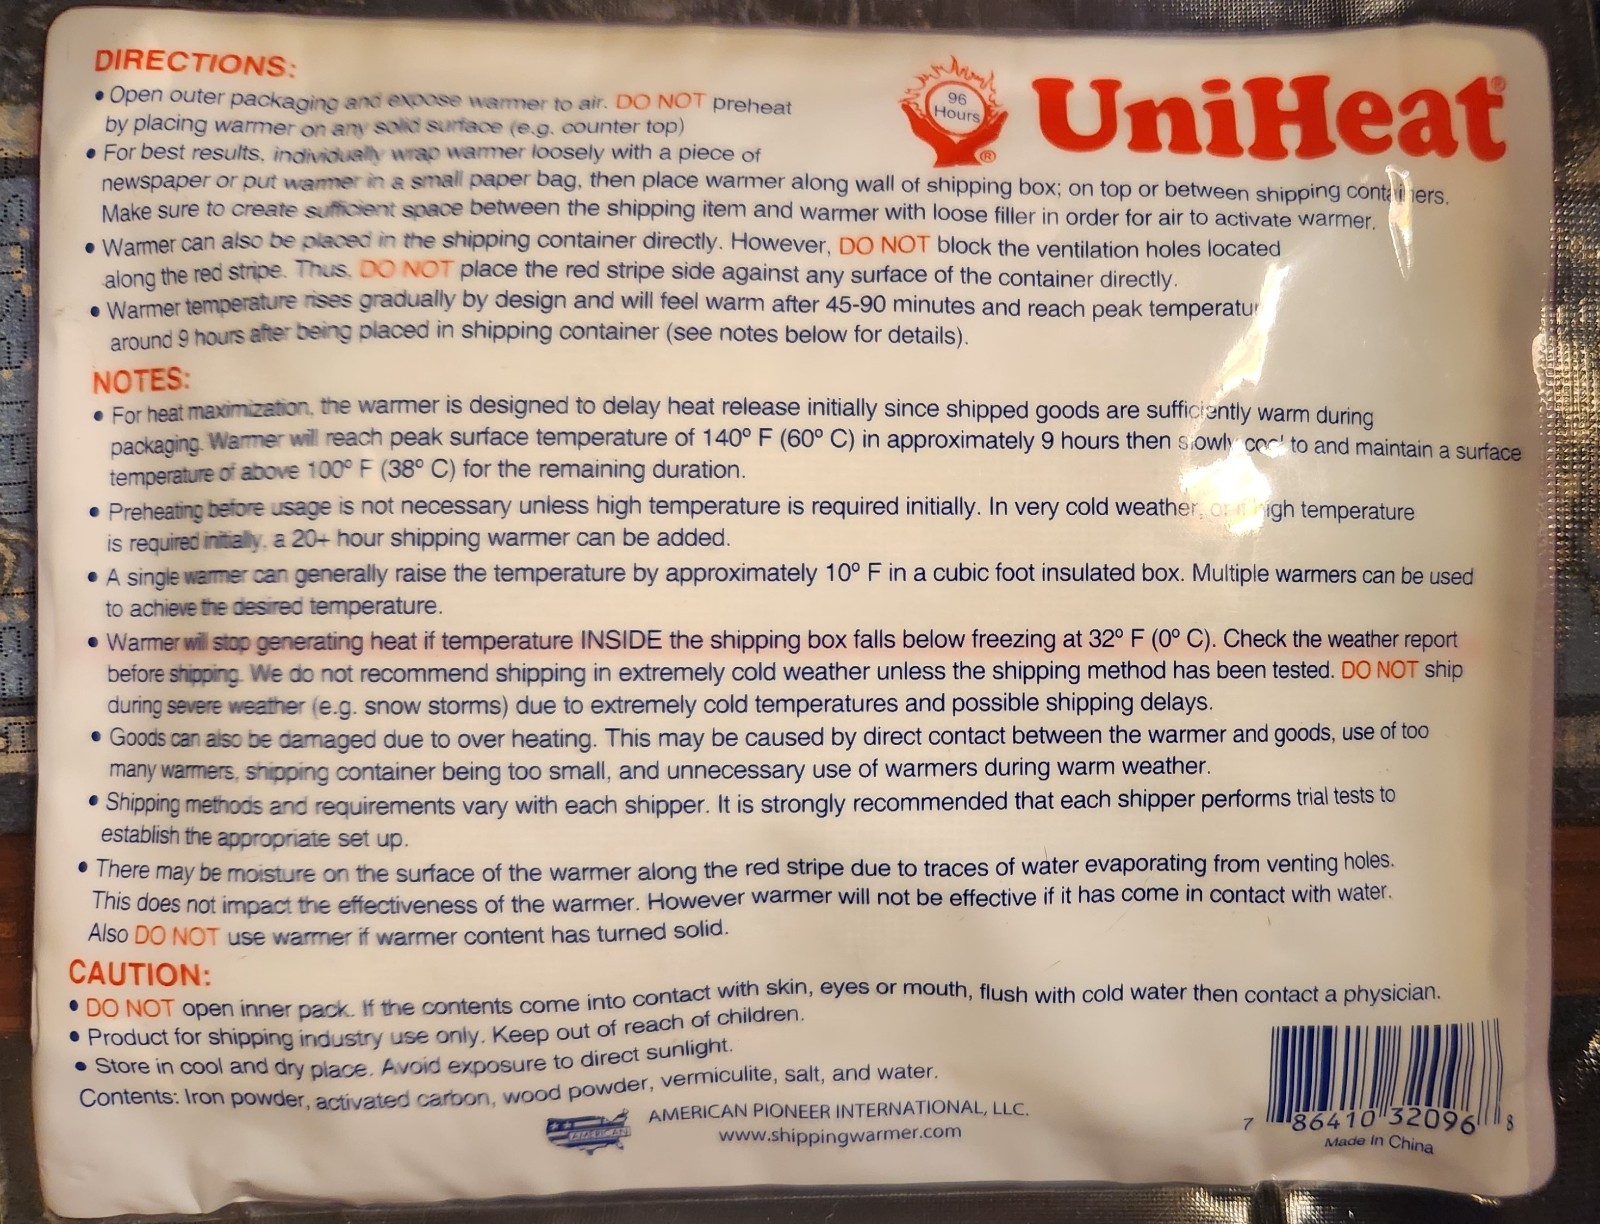 DIRECTIONS:
• Open outer packaging and expose warmer to air. DO NOT preheat
by placing warmer on any solid surface (e.g. counter top)
• For best results, individually wrap warmer loosely with a piece of
newspaper or put warmer in a small paper bag, then place warmer along wall of shipping box; on top or between shipping containers.
Make sure to create sufficient space between the shipping item and warmer with loose filler in order for air to activate warmer.
• Warmer can also be placed in the shipping container directly. However, DO NOT block the ventilation holes located
along the red stripe. Thus, DO NOT place the red stripe side against any surface of the container directly.
• Warmer temperature rises gradually by design and will feel warm after 45-90 minutes and reach peak temperatur
around 9 hours after being placed in shipping container (see notes below for details).
96
Hours
®
UniHeat®
NOTES:
• For heat maximization, the warmer is designed to delay heat release initially since shipped goods are sufficiently warm during
packaging. Warmer will reach peak surface temperature of 140º F (60º C) in approximately 9 hours then slowly cool to and maintain a surface
temperature of above 100º F (38º C) for the remaining duration.
• Preheating before usage is not necessary unless high temperature is required initially. In very cold weather, or if high temperature
is required initially, a 20+ hour shipping warmer can be added.
• A single warmer can generally raise the temperature by approximately 10º F in a cubic foot insulated box. Multiple warmers can be used
to achieve the desired temperature.
• Warmer will stop generating heat if temperature INSIDE the shipping box falls below freezing at 32º F (0º C). Check the weather report
before shipping. We do not recommend shipping in extremely cold weather unless the shipping method has been tested. DO NOT ship
during severe weather (e.g. snow storms) due to extremely cold temperatures and possible shipping delays.
• Goods can also be damaged due to over heating. This may be caused by direct contact between the warmer and goods, use of too
many warmers, shipping container being too small, and unnecessary use of warmers during warm weather.
• Shipping methods and requirements vary with each shipper. It is strongly recommended that each shipper performs trial tests to
establish the appropriate set up.
• There may be moisture on the surface of the warmer along the red stripe due to traces of water evaporating from venting holes.
This does not impact the effectiveness of the warmer. However warmer will not be effective if it has come in contact with water.
Also DO NOT use warmer if warmer content has turned solid.
CAUTION:
• DO NOT open inner pack. If the contents come into contact with skin, eyes or mouth, flush with cold water then contact a physician.
• Product for shipping industry use only. Keep out of reach of children.
• Store in cool and dry place. Avoid exposure to direct sunlight.
Contents: Iron powder, activated carbon, wood powder, vermiculite, salt, and water.
AMERICAN
AMERICAN PIONEER INTERNATIONAL, LLC.
www.shippingwarmer.com
7 86410 32096 8
Made In China